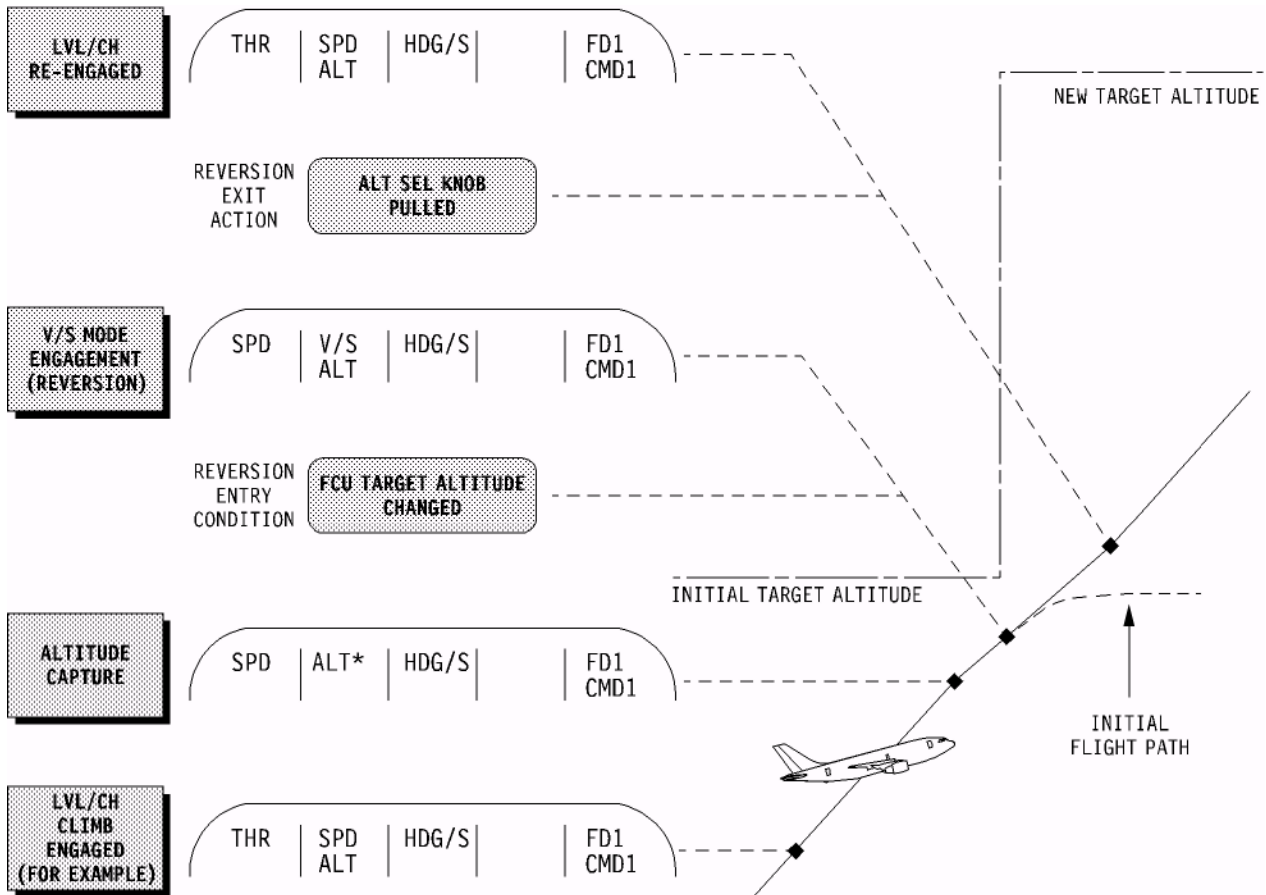 LVL/CH
RE-ENGAGED
THR
SPD
ALT
HDG/S
FD1
CMD1
NEW TARGET ALTITUDE
REVERSION
EXIT
ACTION
ALT SEL KNOB
PULLED
V/S MODE
ENGAGEMENT
(REVERSION)
SPD
V/S
ALT
HDG/S
FD1
CMD1
REVERSION
ENTRY
CONDITION
FCU TARGET ALTITUDE
CHANGED
INITIAL TARGET ALTITUDE
ALTITUDE
CAPTURE
SPD
ALT*
HDG/S
FD1
CMD1
INITIAL
FLIGHT PATH
LVL/CH
CLIMB
ENGAGED
(FOR EXAMPLE)
THR
SPD
ALT
HDG/S
FD1
CMD1